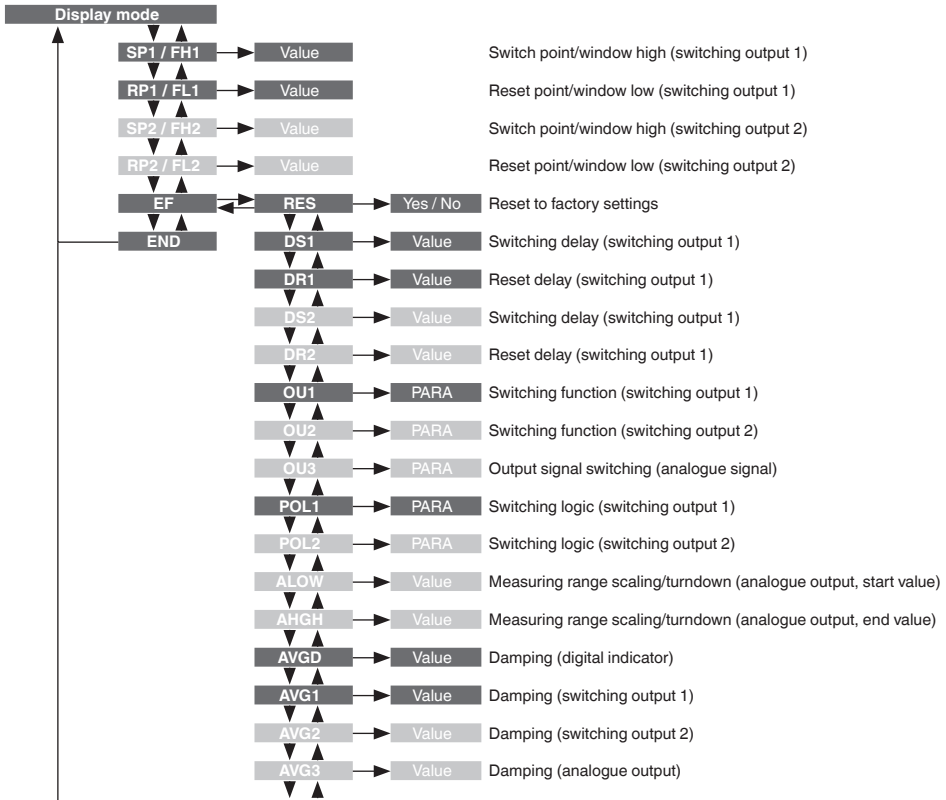 Display mode
SP1 / FH1 Value Switch point/window high (switching output 1)
RP1 / FL1 Value Reset point/window low (switching output 1)
SP2 / FH2 Value Switch point/window high (switching output 2)
RP2 / FL2 Value Reset point/window low (switching output 2)
EF RES Yes / No Reset to factory settings
END DS1 Value Switching delay (switching output 1)
DR1 Value Reset delay (switching output 1)
DS2 Value Switching delay (switching output 1)
DR2 Value Reset delay (switching output 1)
OU1 PARA Switching function (switching output 1)
OU2 PARA Switching function (switching output 2)
OU3 PARA Output signal switching (analogue signal)
POL1 PARA Switching logic (switching output 1)
POL2 PARA Switching logic (switching output 2)
ALOW Value Measuring range scaling/turndown (analogue output, start value)
AHGH Value Measuring range scaling/turndown (analogue output, end value)
AVGD Value Damping (digital indicator)
AVG1 Value Damping (switching output 1)
AVG2 Value Damping (switching output 2)
AVG3 Value Damping (analogue output)